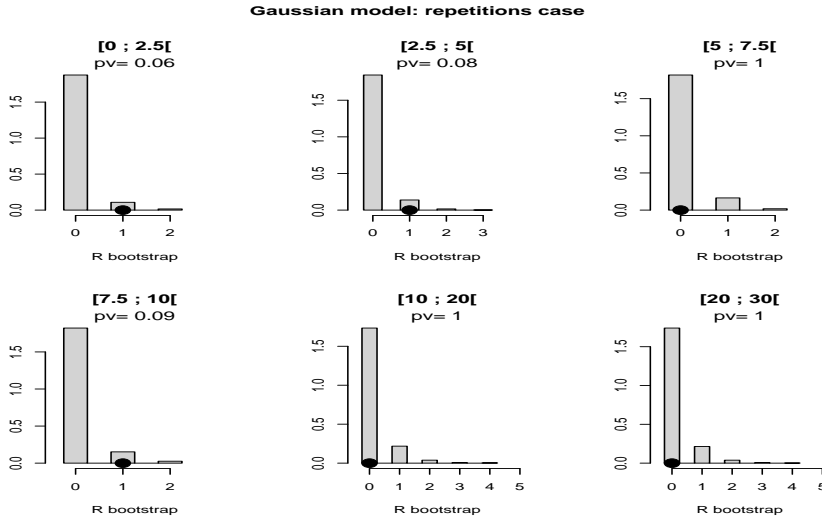 Gaussian model: repetitions case
[0 ; 2.5[
pv= 0.06
0.0 0.5 1.0 1.5
0 1 2
R bootstrap
[2.5 ; 5[
pv= 0.08
0.0 0.5 1.0 1.5
0 1 2 3
R bootstrap
[5 ; 7.5[
pv= 1
0.0 0.5 1.0 1.5
0 1 2
R bootstrap
[7.5 ; 10[
pv= 0.09
0.0 0.5 1.0 1.5
0 1 2
R bootstrap
[10 ; 20[
pv= 1
0.0 0.5 1.0 1.5
0 1 2 3 4 5
R bootstrap
[20 ; 30[
pv= 1
0.0 0.5 1.0 1.5
0 1 2 3 4 5
R bootstrap